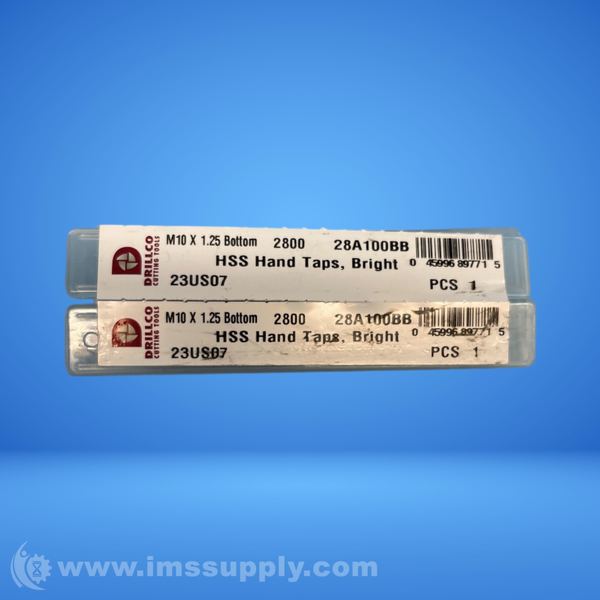 DRILLCO
CUTTING TOOLS
M10 X 1.25 Bottom 2800 28A100BB
HSS Hand Taps, Bright 0 45996 89771 5
23US07 PCS 1
DRILLCO
CUTTING TOOLS
M10 X 1.25 Bottom 2800 28A100BB
HSS Hand Taps, Bright 0 45996 89771 5
23US07 PCS 1
www.imssupply.com